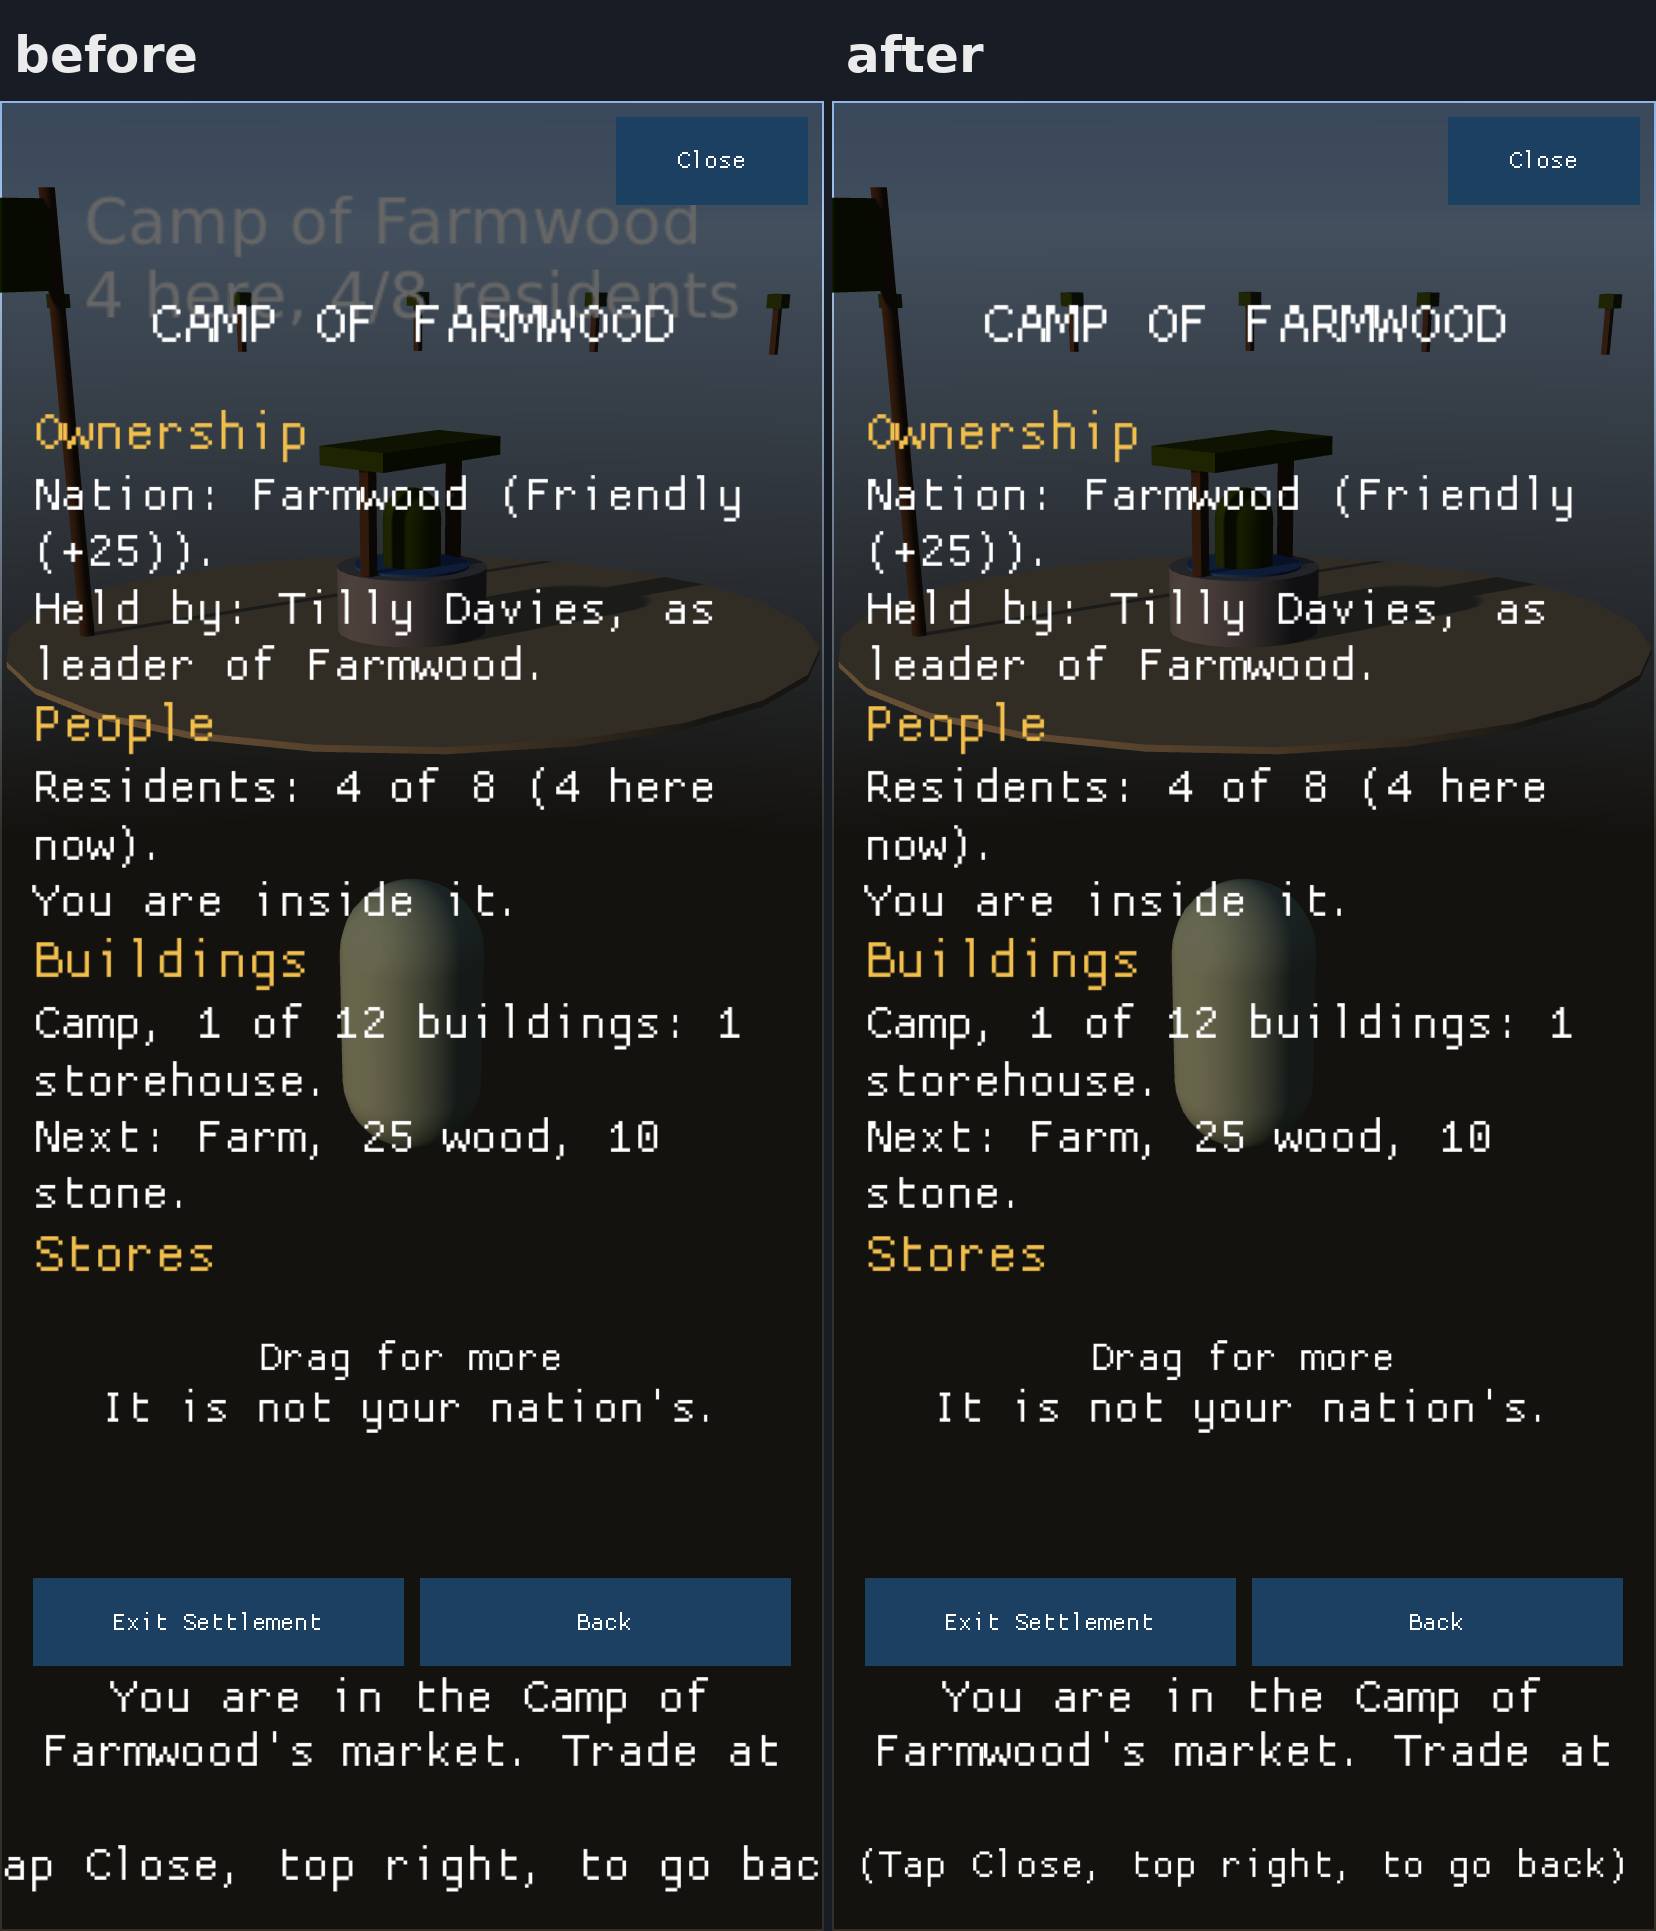 before
Close
Camp of Farmwood
4 here, 4/8 residents
CAMP OF FARMWOOD
Ownership
Nation: Farmwood (Friendly
(+25)).
Held by: Tilly Davies, as
leader of Farmwood.
People
Residents: 4 of 8 (4 here
now).
You are inside it.
Buildings
Camp, 1 of 12 buildings: 1
storehouse.
Next: Farm, 25 wood, 10
stone.
Stores
Drag for more
It is not your nation's.
Exit Settlement
Back
You are in the Camp of
Farmwood's market. Trade at
ap Close, top right, to go bac
after
Close
CAMP OF FARMWOOD
Ownership
Nation: Farmwood (Friendly
(+25)).
Held by: Tilly Davies, as
leader of Farmwood.
People
Residents: 4 of 8 (4 here
now).
You are inside it.
Buildings
Camp, 1 of 12 buildings: 1
storehouse.
Next: Farm, 25 wood, 10
stone.
Stores
Drag for more
It is not your nation's.
Exit Settlement
Back
You are in the Camp of
Farmwood's market. Trade at
(Tap Close, top right, to go back)